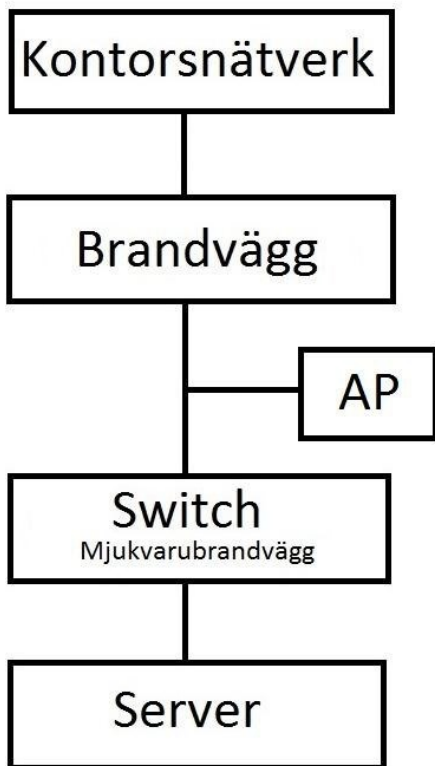 Kontorsnätverk
Brandvägg
AP
Switch
Mjukvarubrandvägg
Server